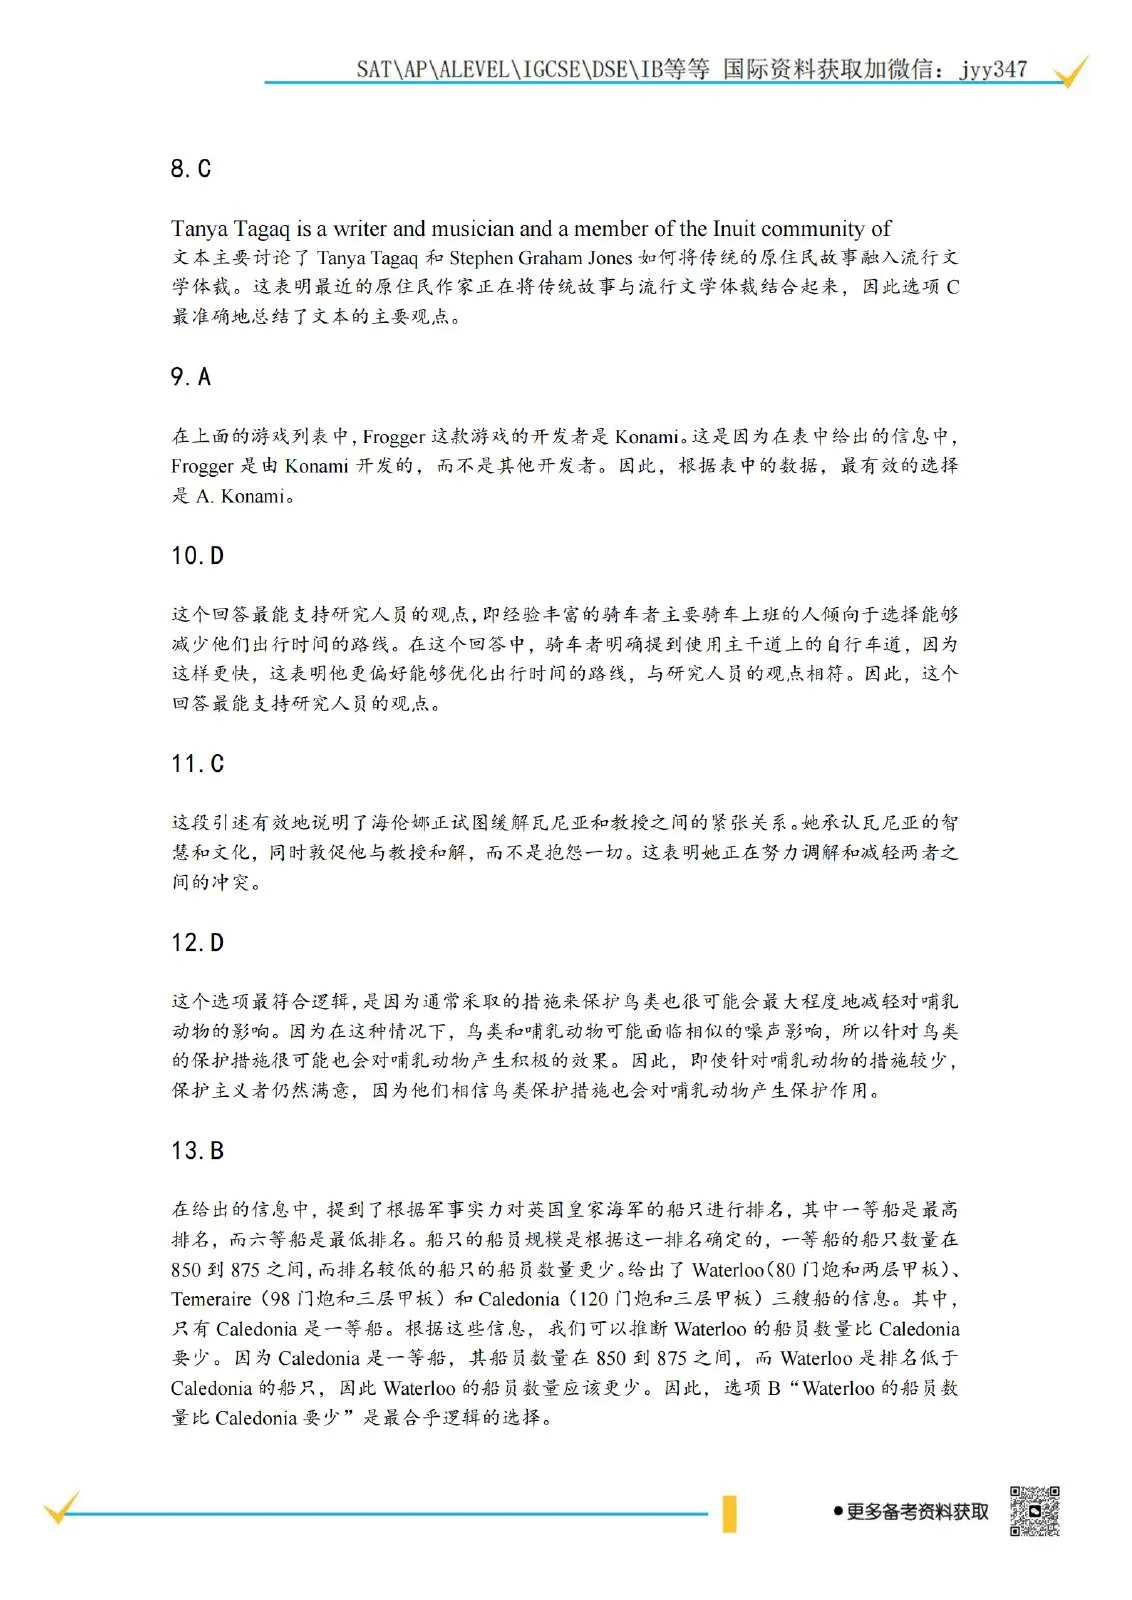 SAT\AP\ALEVEL\IGCSE\DSE\IB等等 国际资料获取加微信：jyy347
8. C
Tanya Tagaq is a writer and musician and a member of the Inuit community of
文本主要讨论了 Tanya Tagaq 和 Stephen Graham Jones 如何将传统的原住民故事融入流行文
学体裁。这表明最近的原住民作家正在将传统故事与流行文学体裁结合起来，因此选项 C
最准确地总结了文本的主要观点。
9. A
在上面的游戏列表中，Frogger 这款游戏的开发者是 Konami。这是因为在表中给出的信息中，
Frogger 是由 Konami 开发的，而不是其他开发者。因此，根据表中的数据，最有效的选择
是 A. Konami。
10. D
这个回答最能支持研究人员的观点，即经验丰富的骑车者主要骑车上班的人倾向于选择能够
减少他们出行时间的路线。在这个回答中，骑车者明确提到使用主干道上的自行车道，因为
这样更快，这表明他更偏好能够优化出行时间的路线，与研究人员的观点相符。因此，这个
回答最能支持研究人员的观点。
11. C
这段引述有效地说明了海伦娜正试图缓解瓦尼亚和教授之间的紧张关系。她承认瓦尼亚的智
慧和文化，同时敦促他与教授和解，而不是抱怨一切。这表明她正在努力调解和减轻两者之
间的冲突。
12. D
这个选项最符合逻辑，是因为通常采取的措施来保护鸟类也很可能会最大程度地减轻对哺乳
动物的影响。因为在这种情况下，鸟类和哺乳动物可能面临相似的噪声影响，所以针对鸟类
的保护措施很可能也会对哺乳动物产生积极的效果。因此，即使针对哺乳动物的措施较少，
保护主义者仍然满意，因为他们相信鸟类保护措施也会对哺乳动物产生保护作用。
13. B
在给出的信息中，提到了根据军事实力对英国皇家海军的船只进行排名，其中一等船是最高
排名，而六等船是最低排名。船只的船员规模是根据这一排名确定的，一等船的船只数量在
850 到 875 之间，而排名较低的船只的船员数量更少。给出了 Waterloo（80 门炮和两层甲板）、
Temeraire（98 门炮和三层甲板）和 Caledonia（120 门炮和三层甲板）三艘船的信息。其中，
只有 Caledonia 是一等船。根据这些信息，我们可以推断 Waterloo 的船员数量比 Caledonia
要少。因为 Caledonia 是一等船，其船员数量在 850 到 875 之间，而 Waterloo 是排名低于
Caledonia 的船只，因此 Waterloo 的船员数量应该更少。因此，选项 B“Waterloo 的船员数
量比 Caledonia 要少”是最合乎逻辑的选择。
●更多备考资料获取